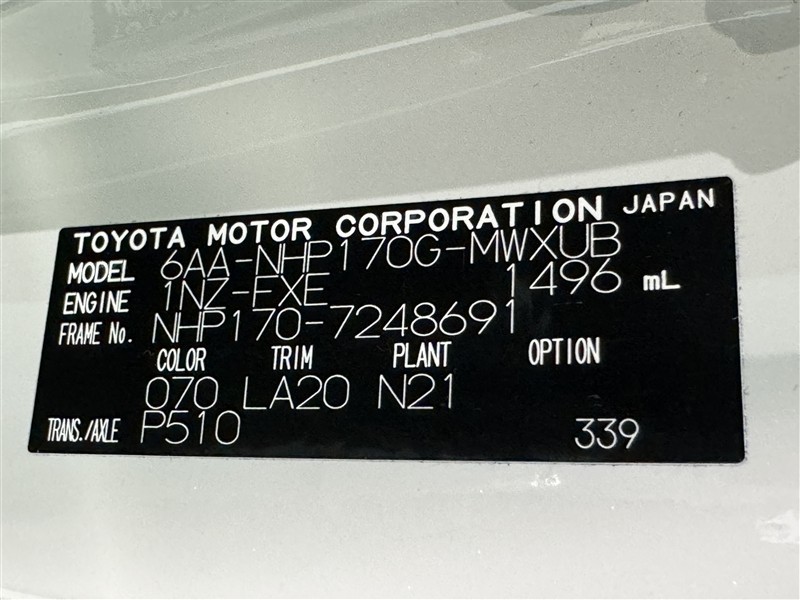 TOYOTA MOTOR CORPORATION JAPAN
MODEL 6AA-NHP170G-MWXUB
ENGINE 1NZ-FXE 1496 mL
FRAME No. NHP170-7248691
COLOR TRIM PLANT OPTION
070 LA20 N21
TRANS./AXLE P510 339